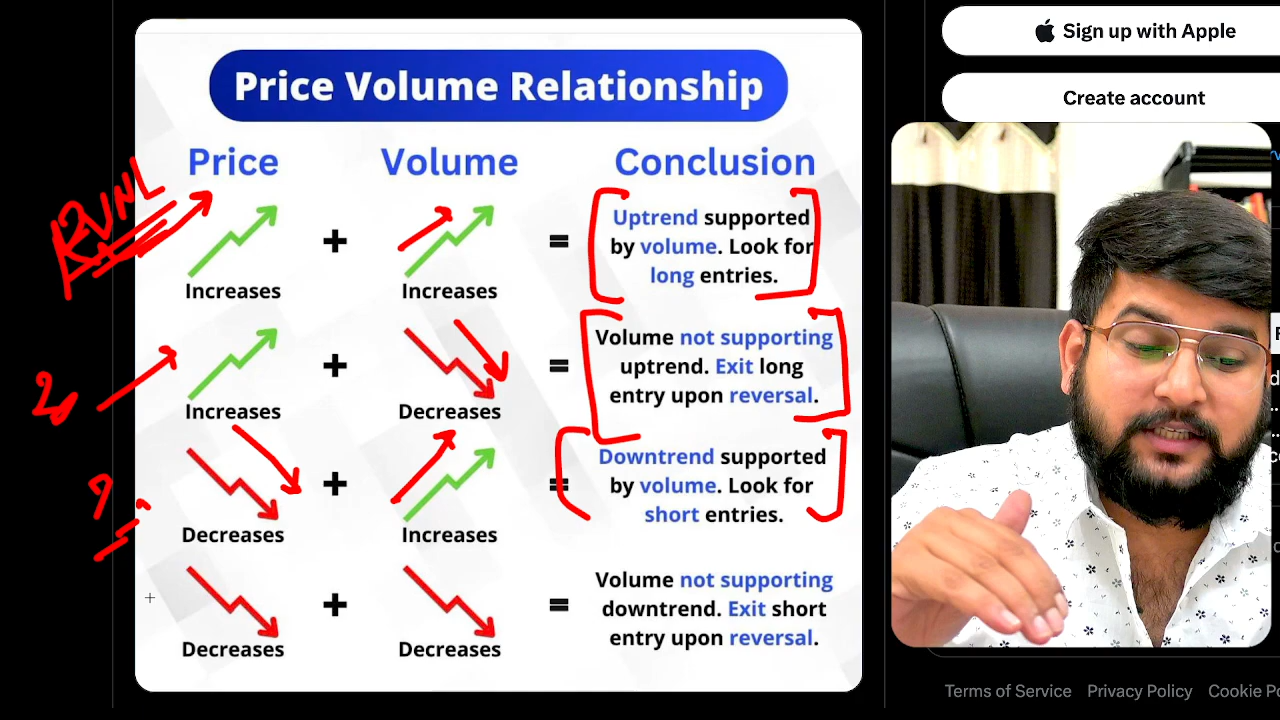 Price Volume Relationship
Price Volume Conclusion
Increases + Increases = Uptrend supported
by volume. Look for
long entries.
Increases + Decreases = Volume not supporting
uptrend. Exit long
entry upon reversal.
Decreases + Increases = Downtrend supported
by volume. Look for
short entries.
Decreases + Decreases = Volume not supporting
downtrend. Exit short
entry upon reversal.
RVNL
Sign up with Apple
Create account
Terms of Service Privacy Policy Cookie